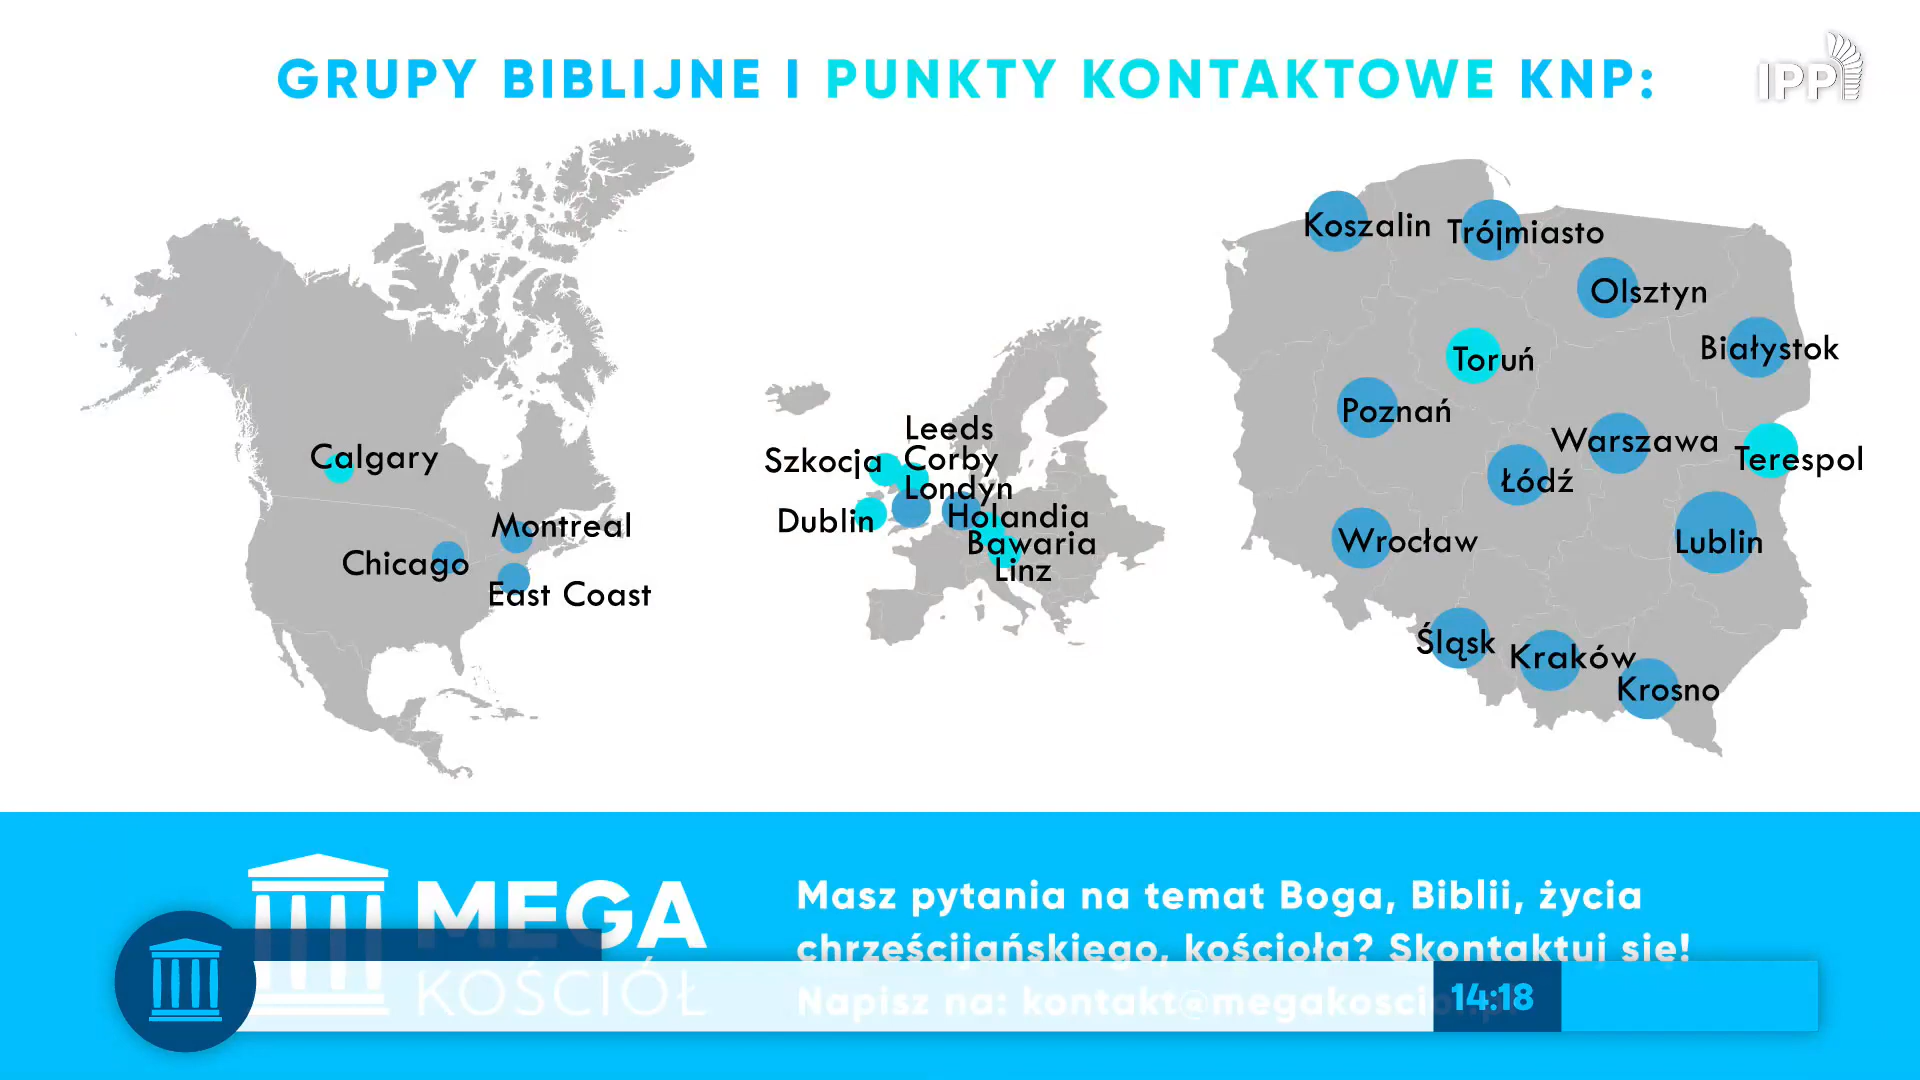 GRUPY BIBLIJNE I PUNKTY KONTAKTOWE KNP:
IPP
Calgary
Montreal
Chicago
East Coast
Leeds
Szkocja
Corby
Londyn
Dublin
Holandia
Bawaria
Linz
Koszalin
Trójmiasto
Olsztyn
Białystok
Toruń
Poznań
Warszawa
Terespol
Łódź
Wrocław
Lublin
Śląsk
Kraków
Krosno
MEGA
KOŚCIÓŁ
Masz pytania na temat Boga, Biblii, życia
chrześcijańskiego, kościoła? Skontaktuj się!
Napisz na:
14:18